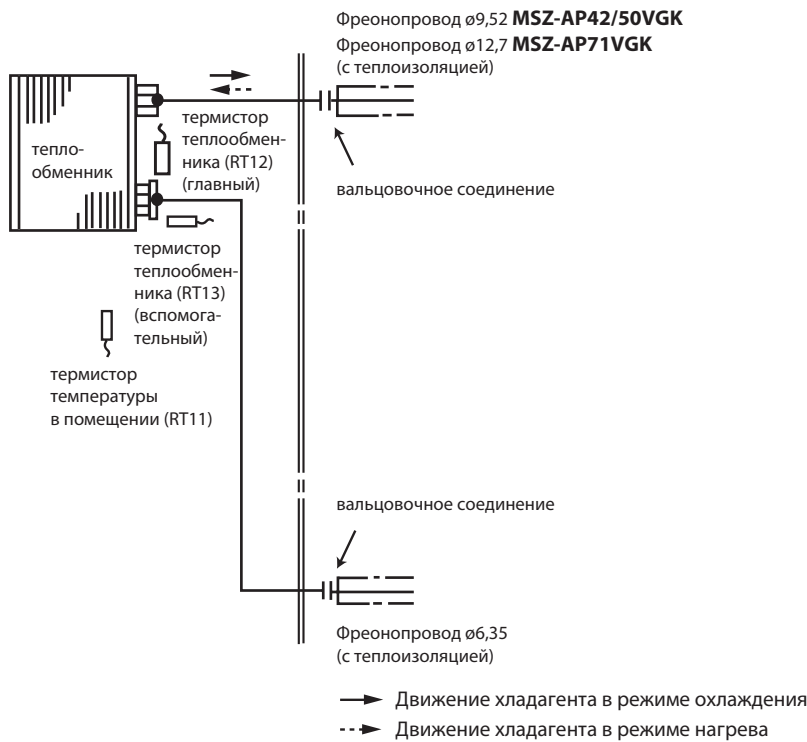 Фреонопровод ø9,52 MSZ-AP42/50VGK
Фреонопровод ø12,7 MSZ-AP71VGK
(с теплоизоляцией)
тепло-
обменник
термистор
теплообмен-
ника (RT12)
(главный)
вальцовочное соединение
термистор
теплообмен-
ника (RT13)
(вспомога-
тельный)
термистор
температуры
в помещении (RT11)
вальцовочное соединение
Фреонопровод ø6,35
(с теплоизоляцией)
Движение хладагента в режиме охлаждения
Движение хладагента в режиме нагрева